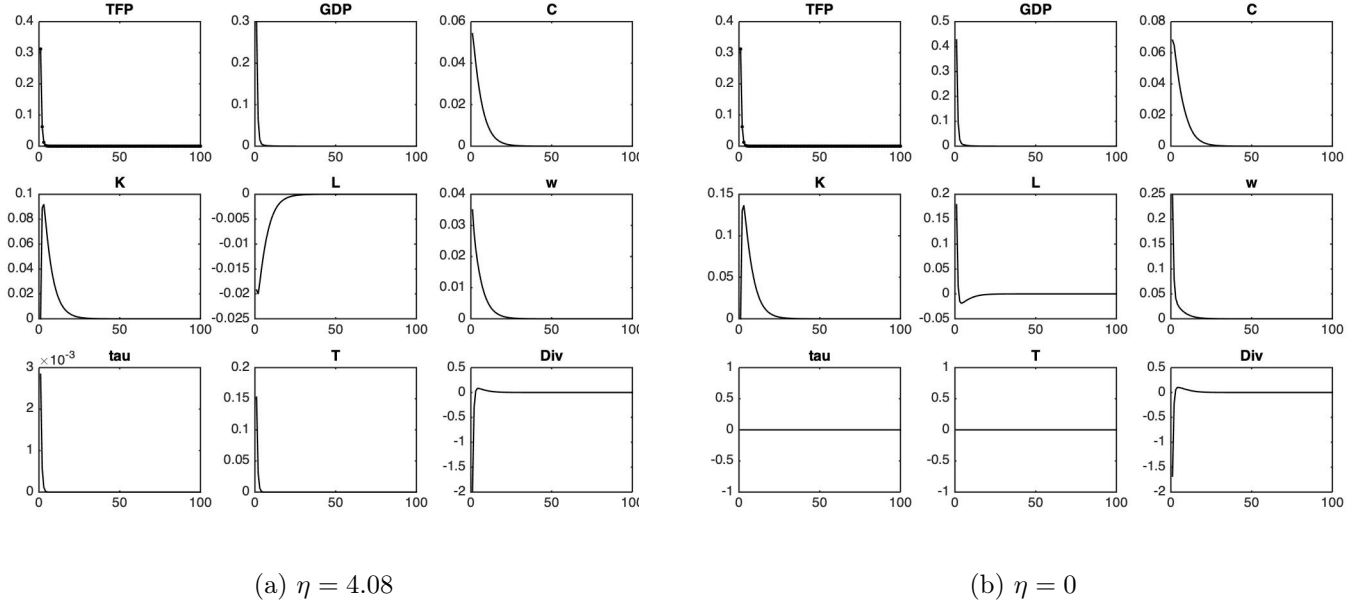 TFP
0.4
0.3
0.2
0.1
0
0 50 100
GDP
0.3
0.2
0.1
0
0 50 100
C
0.06
0.04
0.02
0
0 50 100
K
0.1
0.08
0.06
0.04
0.02
0
0 50 100
L
0
-0.005
-0.01
-0.015
-0.02
-0.025
0 50 100
w
0.04
0.03
0.02
0.01
0
0 50 100
tau
×10-3
3
2
1
0
0 50 100
T
0.2
0.15
0.1
0.05
0
0 50 100
Div
0.5
0
-0.5
-1
-1.5
-2
0 50 100
(a) η = 4.08
TFP
0.4
0.3
0.2
0.1
0
0 50 100
GDP
0.5
0.4
0.3
0.2
0.1
0
0 50 100
C
0.08
0.06
0.04
0.02
0
0 50 100
K
0.15
0.1
0.05
0
0 50 100
L
0.2
0.15
0.1
0.05
0
-0.05
0 50 100
w
0.25
0.2
0.15
0.1
0.05
0
0 50 100
tau
1
0.5
0
-0.5
-1
0 50 100
T
1
0.5
0
-0.5
-1
0 50 100
Div
0.5
0
-0.5
-1
-1.5
-2
0 50 100
(b) η = 0